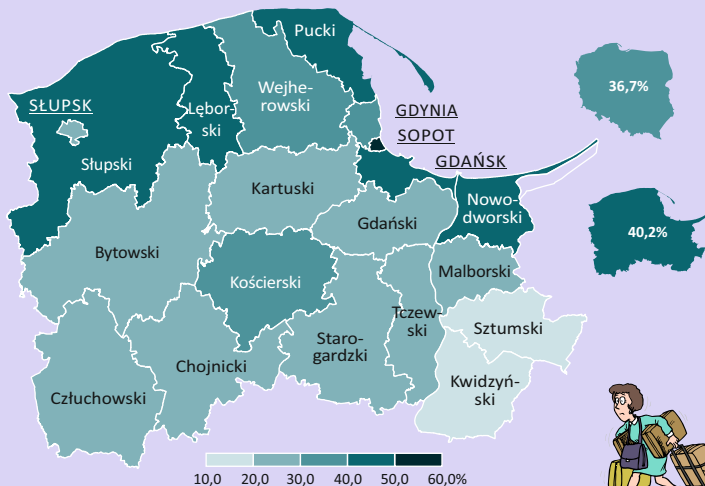 Pucki
Wejhe-
rowski
Lębor-
ski
SŁUPSK
Słupski
GDYNIA
SOPOT
GDAŃSK
36,7%
Kartuski
Gdański
Nowo-
dworski
40,2%
Bytowski
Kościerski
Malborski
Tczew-
ski
Sztumski
Staro-
gardzki
Chojnicki
Człuchowski
Kwidzyń-
ski
10,0 20,0 30,0 40,0 50,0 60,0%